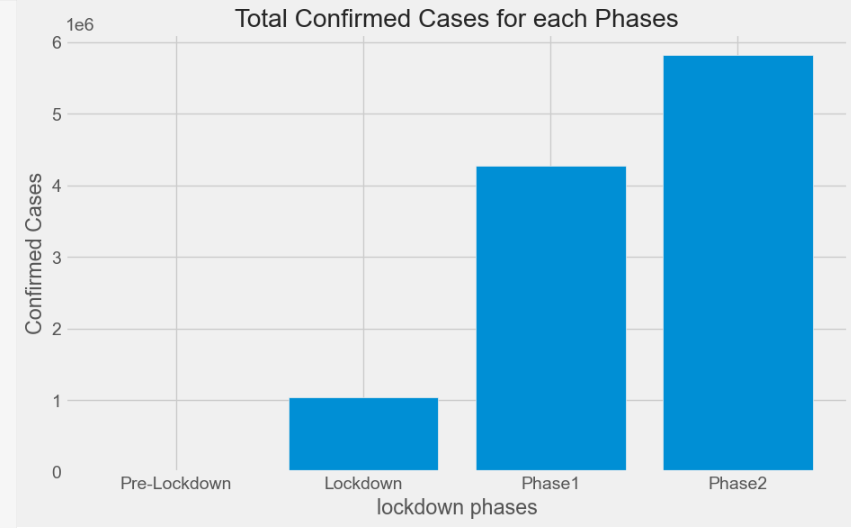 Total Confirmed Cases for each Phases
1e6
6
5
4
3
2
1
0
Confirmed Cases
Pre-Lockdown Lockdown Phase1 Phase2
lockdown phases